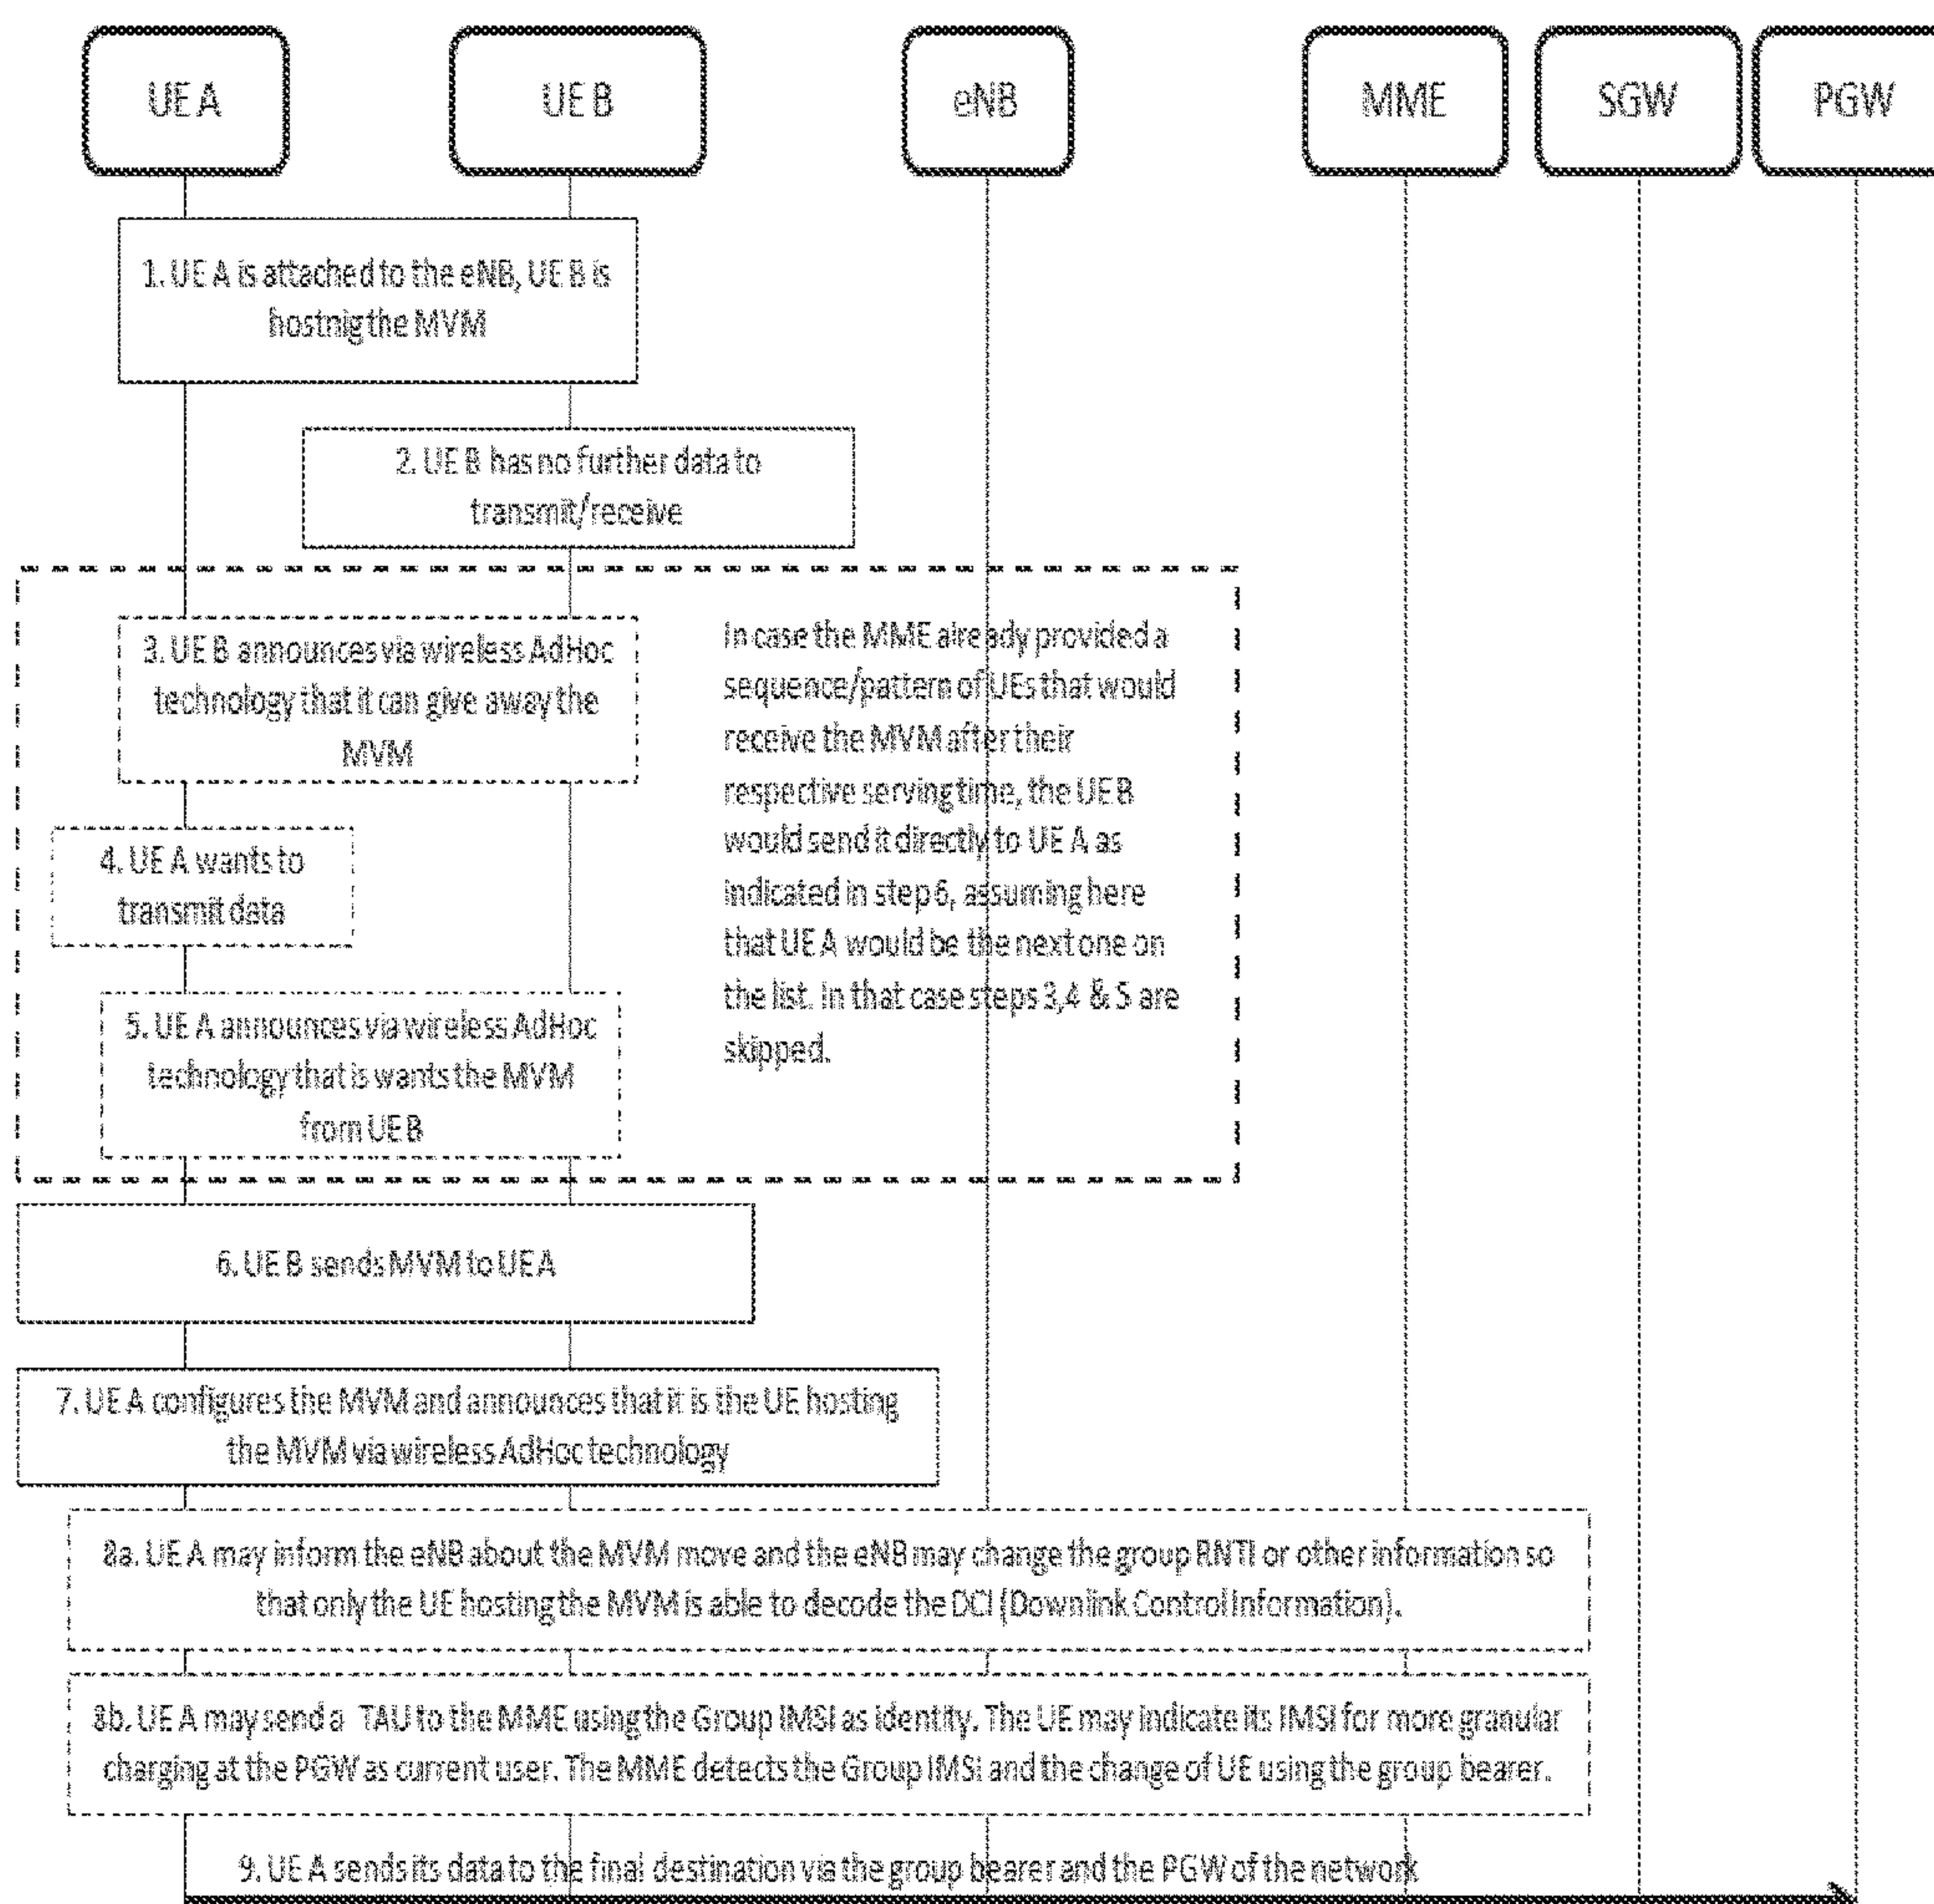 UE A
UE B
eNB
MME
SGW
PGW
1. UE A is attached to the eNB, UE B is
hostnig the MVM
2. UE B has no further data to
transmit/receive
3. UE B announces via wireless AdHoc
technology that it can give away the
MVM
4. UE A wants to
transmit data
5. UE A announces via wireless AdHoc
technology that is wants the MVM
from UE B
In case the MME already provided a
sequence/pattern of UEs that would
receive the MVM after their
respective serving time, the UE B
would send it directly to UE A as
indicated in step 6, assuming here
that UE A would be the next one on
the list. In that case steps 3,4 & 5 are
skipped.
6. UE B sends MVM to UE A
7. UE A configures the MVM and announces that it is the UE hosting
the MVM via wireless AdHoc technology
8a. UE A may inform the eNB about the MVM move and the eNB may change the group RNTI or other information so
that only the UE hosting the MVM is able to decode the DCI (Downlink Control Information).
8b. UE A may send a TAU to the MME using the Group IMSI as identity. The UE may indicate its IMSI for more granular
charging at the PGW as current user. The MME detects the Group IMSI and the change of UE using the group bearer.
9. UE A sends its data to the final destination via the group bearer and the PGW of the network